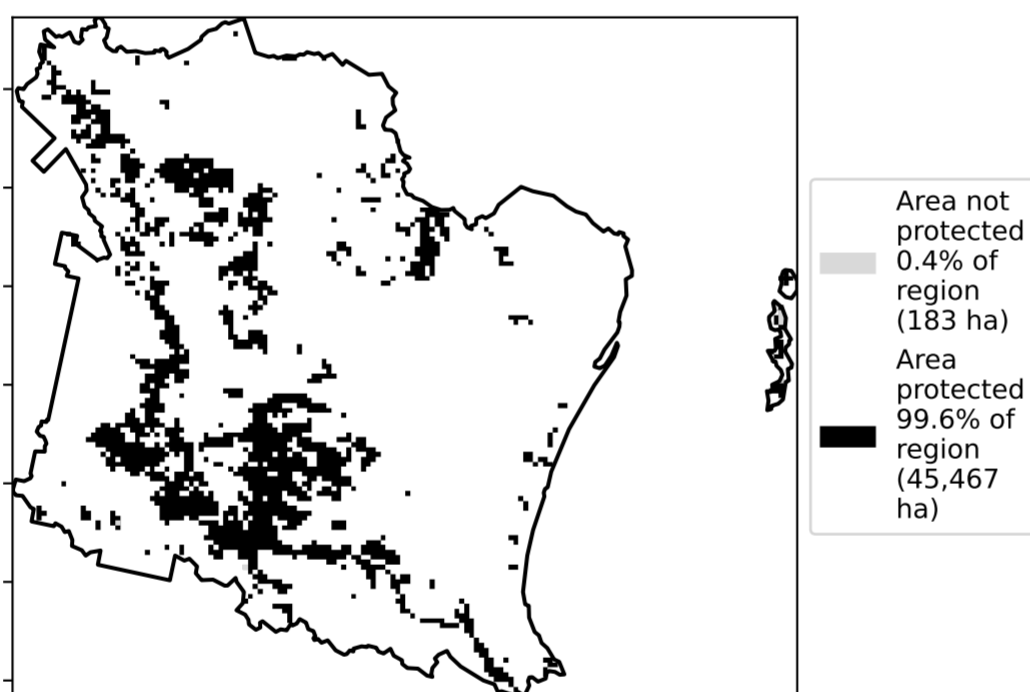 Area not
protected
0.4% of
region
(183 ha)
Area
protected
99.6% of
region
(45,467
ha)